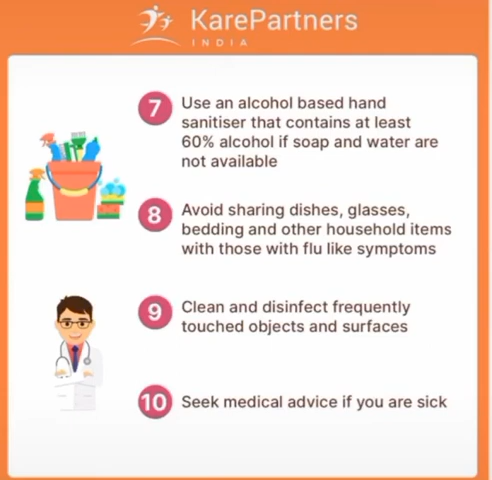 KarePartners
INDIA
7 Use an alcohol based hand
sanitiser that contains at least
60% alcohol if soap and water are
not available
8 Avoid sharing dishes, glasses,
bedding and other household items
with those with flu like symptoms
9 Clean and disinfect frequently
touched objects and surfaces
10 Seek medical advice if you are sick